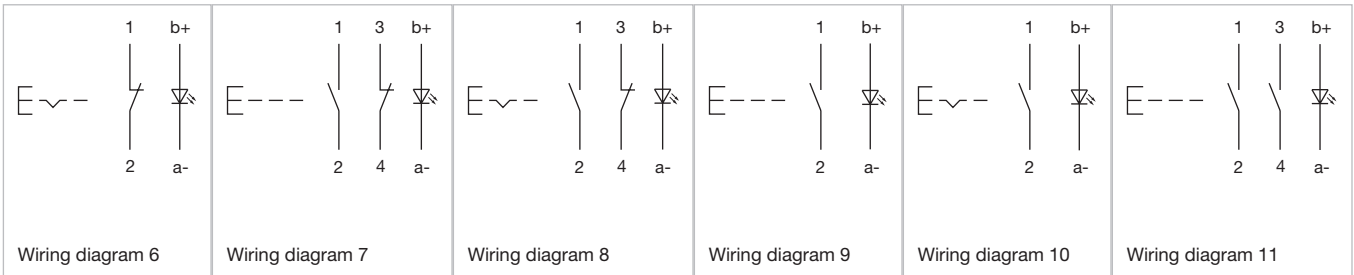 1 b+
2 a-
Wiring diagram 6
1 3 b+
2 4 a-
Wiring diagram 7
1 3 b+
2 4 a-
Wiring diagram 8
1 b+
2 a-
Wiring diagram 9
1 b+
2 a-
Wiring diagram 10
1 3 b+
2 4 a-
Wiring diagram 11